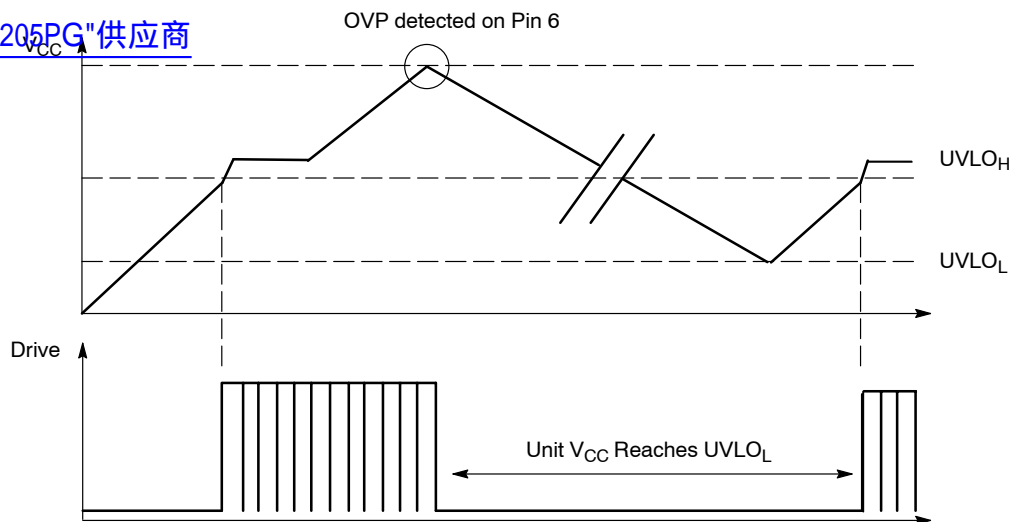 205PG"供应商
OVP detected on Pin 6
VCC
UVLOH
UVLOL
Drive
Unit VCC Reaches UVLOL